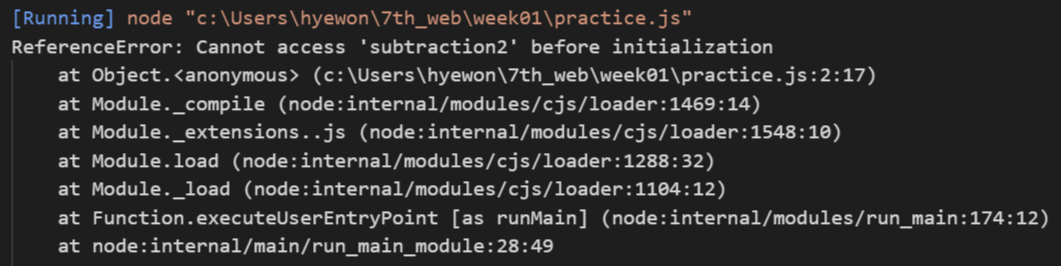 [Running] node "c:\Users\hyewon\7th_web\week01\practice.js"
ReferenceError: Cannot access 'subtraction2' before initialization
    at Object.<anonymous> (c:\Users\hyewon\7th_web\week01\practice.js:2:17)
    at Module._compile (node:internal/modules/cjs/loader:1469:14)
    at Module._extensions..js (node:internal/modules/cjs/loader:1548:10)
    at Module.load (node:internal/modules/cjs/loader:1288:32)
    at Module._load (node:internal/modules/cjs/loader:1104:12)
    at Function.executeUserEntryPoint [as runMain] (node:internal/modules/run_main:174:12)
    at node:internal/main/run_main_module:28:49